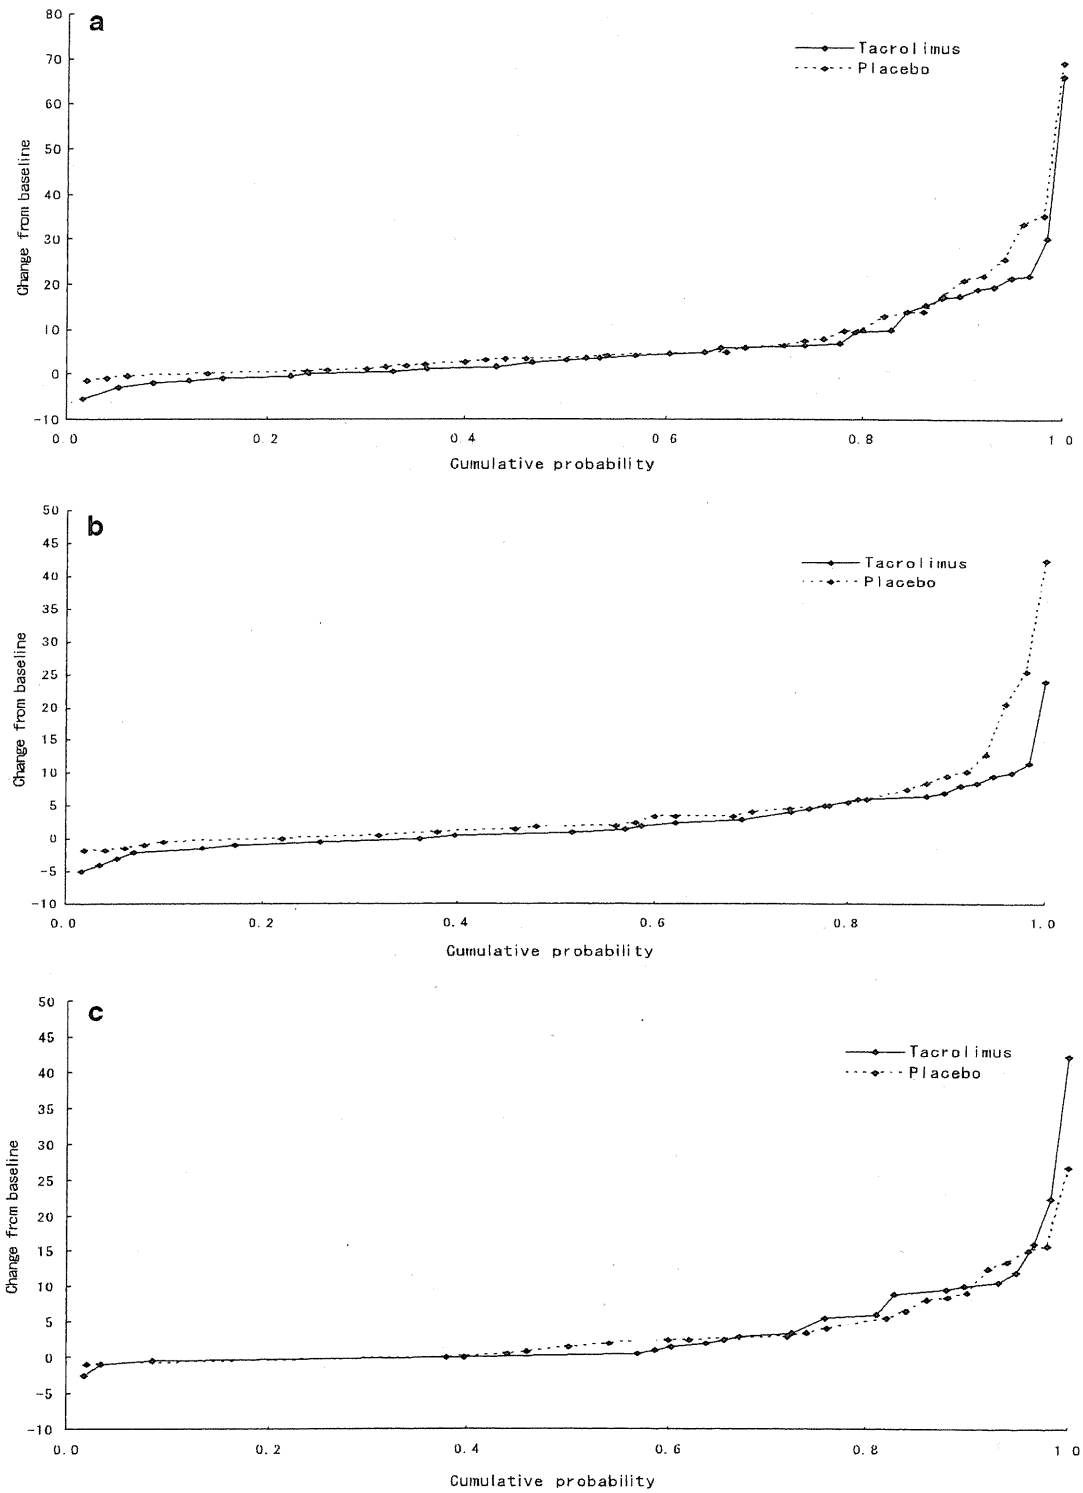 a
80
70
60
50
40
30
20
10
0
-10
Change from baseline
Tacrolimus
Placebo
0.0 0.2 0.4 0 6 0.8 1 0
Cumulative probability
b
50
45
40
35
30
25
20
15
10
5
0
-5
-10
Change from baseline
Tacrolimus
Placebo
0.0 0.2 0.4 0.6 0.8 1.0
Cumulative probability
c
50
45
40
35
30
25
20
15
10
5
0
-5
-10
Change from baseline
Tacrolimus
Placebo
0.0 0.2 0.4 0.6 0.8 1 0
Cumulative probability